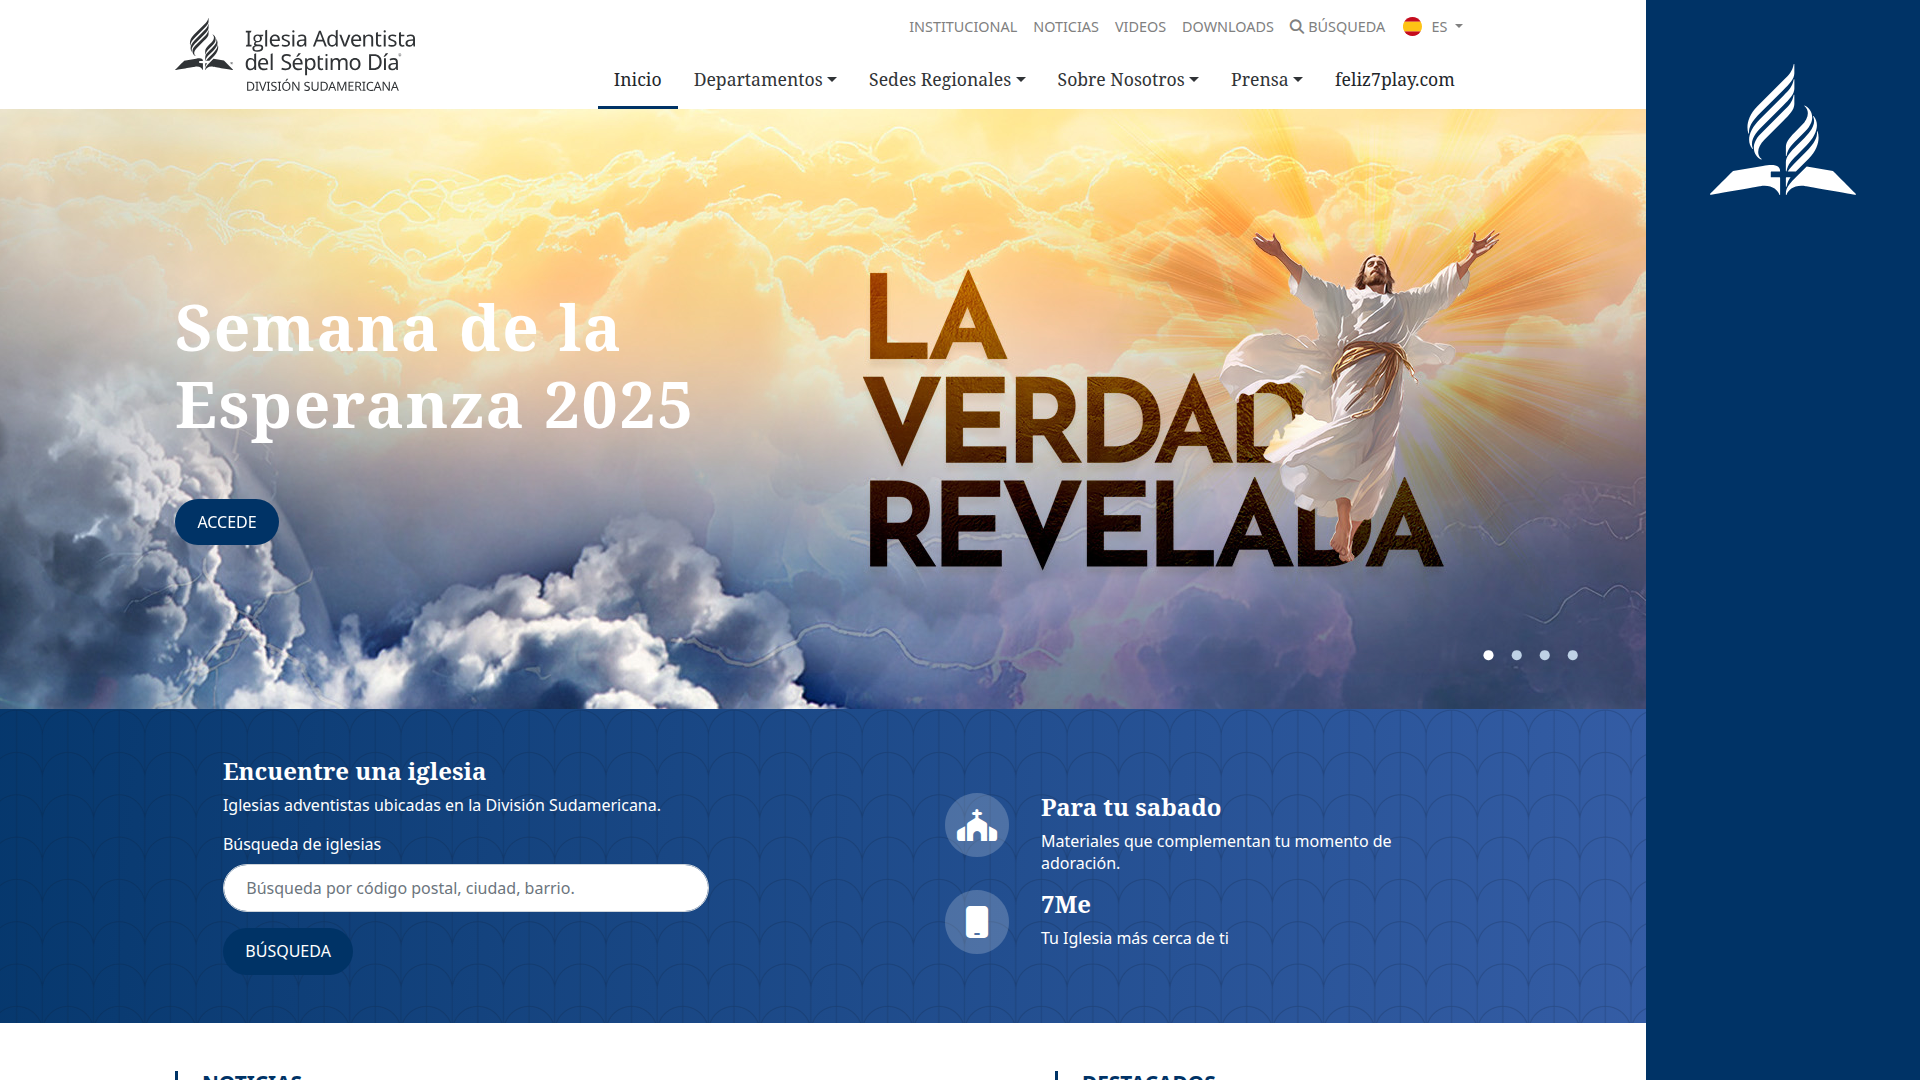 Iglesia Adventista
del Séptimo Día
DIVISIÓN SUDAMERICANA
INSTITUCIONAL NOTICIAS VIDEOS DOWNLOADS BÚSQUEDA ES
Inicio Departamentos Sedes Regionales Sobre Nosotros Prensa feliz7play.com
Semana de la
Esperanza 2025
ACCEDE
LA
VERDAD
REVELADA
Encuentre una iglesia
Iglesias adventistas ubicadas en la División Sudamericana.
Búsqueda de iglesias
Búsqueda por código postal, ciudad, barrio.
BÚSQUEDA
Para tu sabado
Materiales que complementan tu momento de
adoración.
7Me
Tu Iglesia más cerca de ti
NOTICIAS
DESTACADOS